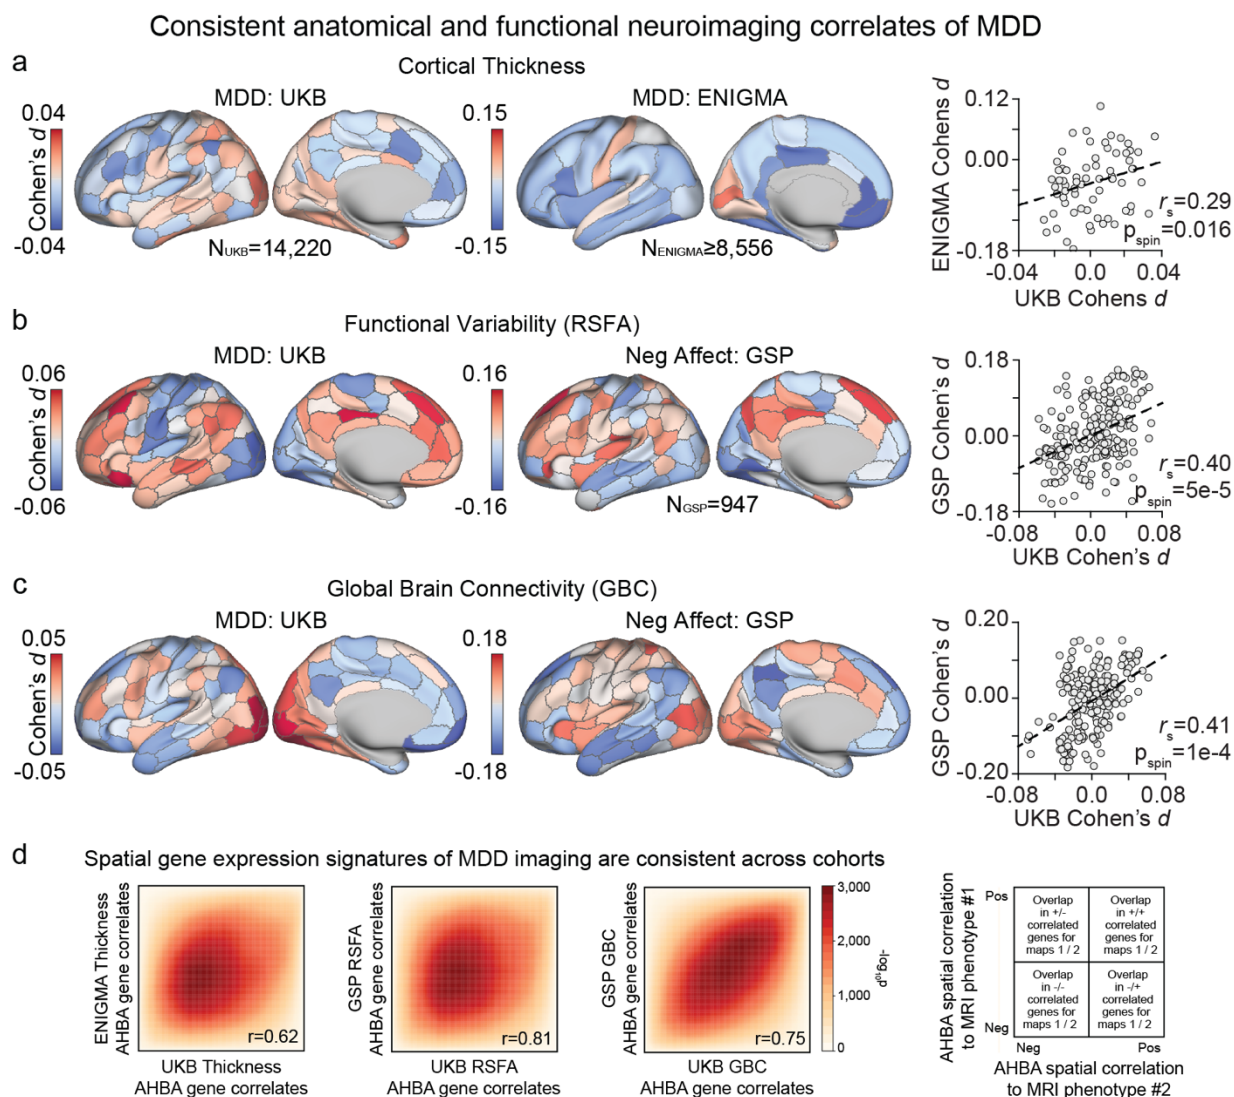 Consistent anatomical and functional neuroimaging correlates of MDD
a
Cortical Thickness
MDD: UKB
MDD: ENIGMA
0.04
Cohen's d
-0.04
0.15
-0.15
NUKB=14,220
NENIGMA≥8,556
ENIGMA Cohens d
0.12
0.00
-0.18
-0.04
0.0
0.04
UKB Cohens d
rs=0.29
pspin=0.016
b
Functional Variability (RSFA)
MDD: UKB
Neg Affect: GSP
0.06
Cohen's d
-0.06
0.16
-0.16
NGSP=947
GSP Cohen's d
0.18
0.00
-0.18
-0.08
0.0
0.08
UKB Cohen's d
rs=0.40
pspin=5e-5
c
Global Brain Connectivity (GBC)
MDD: UKB
Neg Affect: GSP
0.05
Cohen's d
-0.05
0.18
-0.18
GSP Cohen's d
0.20
0.00
-0.20
-0.08
0.0
0.08
UKB Cohen's d
rs=0.41
pspin=1e-4
d
Spatial gene expression signatures of MDD imaging are consistent across cohorts
ENIGMA Thickness
AHBA gene correlates
r=0.62
UKB Thickness
AHBA gene correlates
GSP RSFA
AHBA gene correlates
r=0.81
UKB RSFA
AHBA gene correlates
GSP GBC
AHBA gene correlates
r=0.75
UKB GBC
AHBA gene correlates
3,000
2,000
1,000
0
-log10p
AHBA spatial correlation
to MRI phenotype #1
Pos
Neg
Overlap
in +/-
correlated
genes for
maps 1 / 2
Overlap
in +/+
correlated
genes for
maps 1 / 2
Overlap
in -/-
correlated
genes for
maps 1 / 2
Overlap
in -/+
correlated
genes for
maps 1 / 2
Neg
Pos
AHBA spatial correlation
to MRI phenotype #2